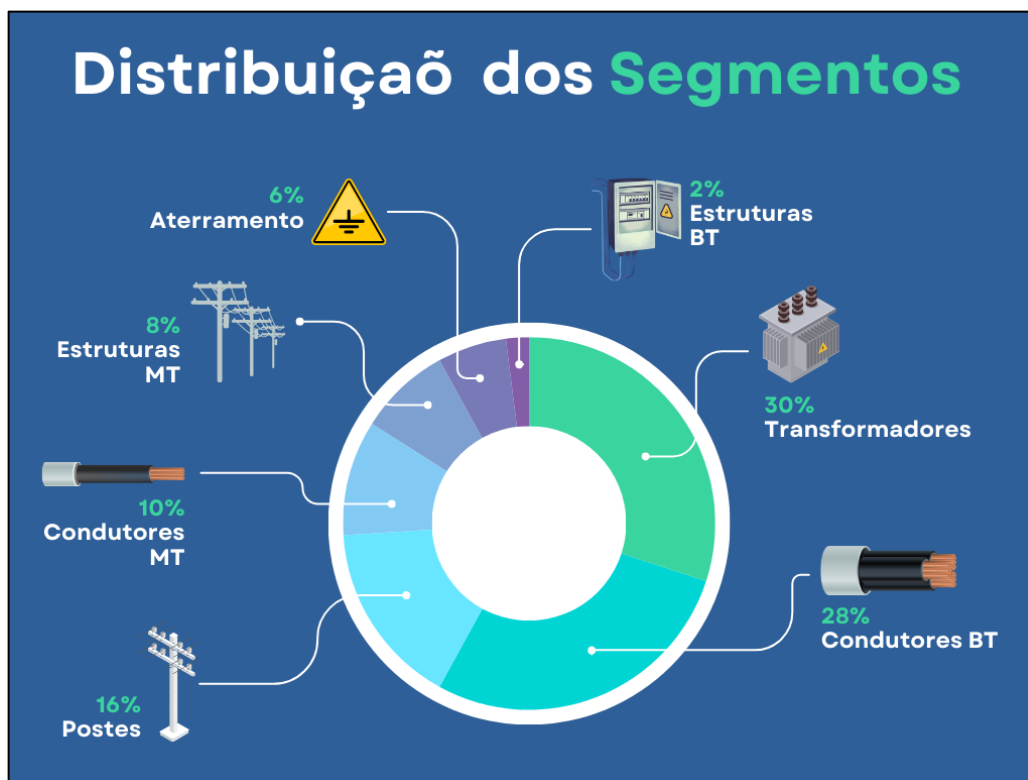 Distribuiçaõ dos Segmentos
6%
Aterramento
2%
Estruturas
BT
8%
Estruturas
MT
30%
Transformadores
10%
Condutores
MT
28%
Condutores BT
16%
Postes